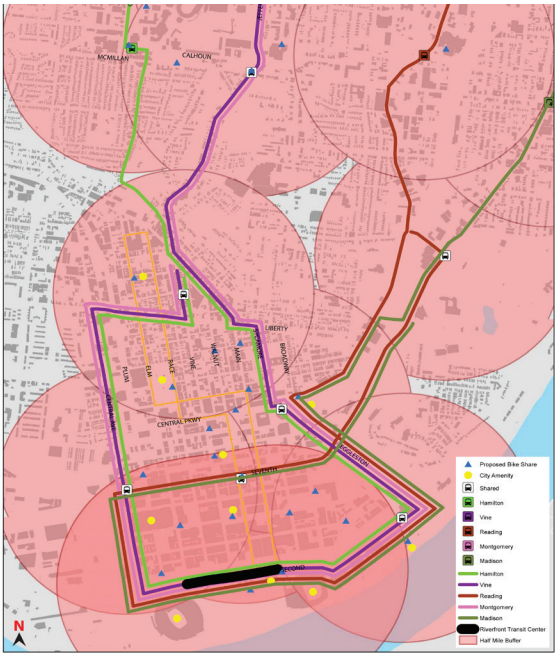 MCMILLAN
CALHOUN
LIBERTY
SYCAMORE
BROADWAY
MAIN
WALNUT
VINE
RACE
ELM
PLUM
CENTRAL AVE
CENTRAL PKWY
EGGLESTON
SEVENTH
SECOND
Proposed Bike Share
City Amenity
Shared
Hamilton
Vine
Reading
Montgomery
Madison
Hamilton
Vine
Reading
Montgomery
Madison
Riverfront Transit Center
Half Mile Buffer
N